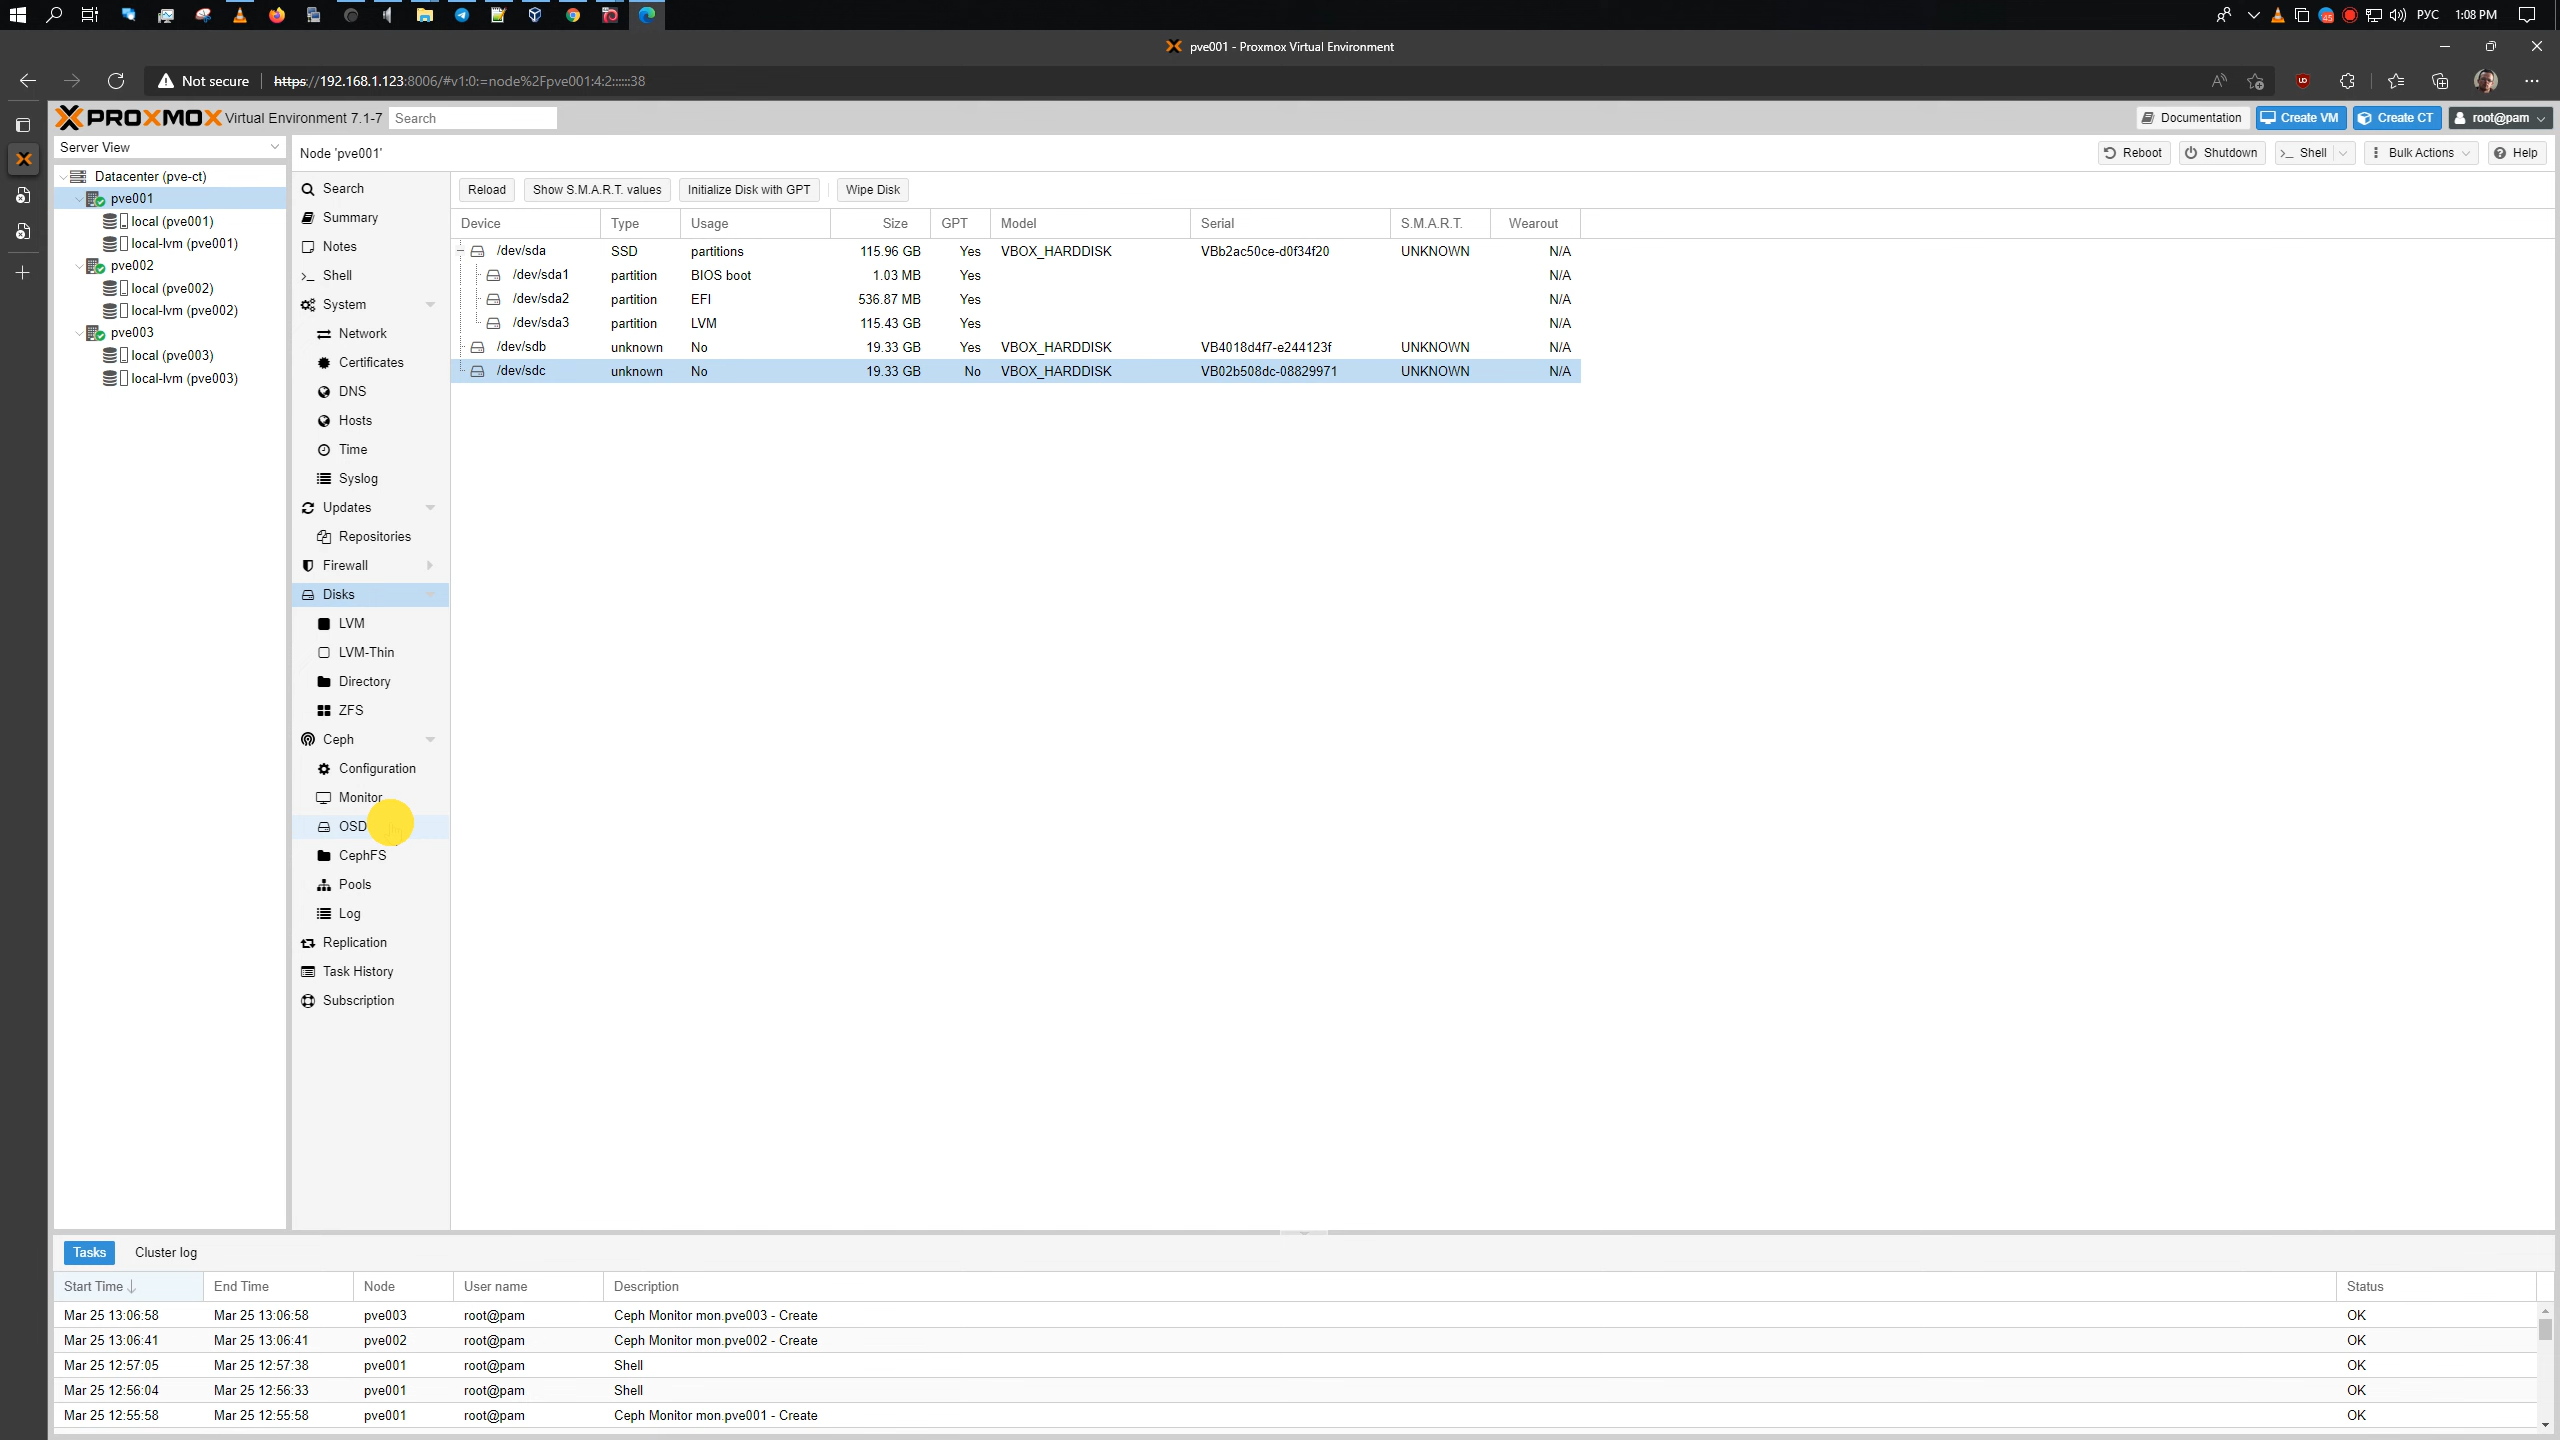 РУС 1:08 PM
pve001 - Proxmox Virtual Environment
Not secure https://192.168.1.123:8006/#v1:0:=node%2Fpve001:4:2::::::38
PROXMOX Virtual Environment 7.1-7 Search Documentation Create VM Create CT root@pam
Server View
Node 'pve001' Reboot Shutdown Shell Bulk Actions Help
Datacenter (pve-ct)
pve001
local (pve001)
local-lvm (pve001)
pve002
local (pve002)
local-lvm (pve002)
pve003
local (pve003)
local-lvm (pve003)
Search
Summary
Notes
Shell
System
Network
Certificates
DNS
Hosts
Time
Syslog
Updates
Repositories
Firewall
Disks
LVM
LVM-Thin
Directory
ZFS
Ceph
Configuration
Monitor
OSD
CephFS
Pools
Log
Replication
Task History
Subscription
Reload Show S.M.A.R.T. values Initialize Disk with GPT Wipe Disk
Device Type Usage Size GPT Model Serial S.M.A.R.T. Wearout
/dev/sda SSD partitions 115.96 GB Yes VBOX_HARDDISK VBb2ac50ce-d0f34f20 UNKNOWN N/A
/dev/sda1 partition BIOS boot 1.03 MB Yes N/A
/dev/sda2 partition EFI 536.87 MB Yes N/A
/dev/sda3 partition LVM 115.43 GB Yes N/A
/dev/sdb unknown No 19.33 GB Yes VBOX_HARDDISK VB4018d4f7-e244123f UNKNOWN N/A
/dev/sdc unknown No 19.33 GB No VBOX_HARDDISK VB02b508dc-08829971 UNKNOWN N/A
Tasks Cluster log
Start Time End Time Node User name Description Status
Mar 25 13:06:58 Mar 25 13:06:58 pve003 root@pam Ceph Monitor mon.pve003 - Create OK
Mar 25 13:06:41 Mar 25 13:06:41 pve002 root@pam Ceph Monitor mon.pve002 - Create OK
Mar 25 12:57:05 Mar 25 12:57:38 pve001 root@pam Shell OK
Mar 25 12:56:04 Mar 25 12:56:33 pve001 root@pam Shell OK
Mar 25 12:55:58 Mar 25 12:55:58 pve001 root@pam Ceph Monitor mon.pve001 - Create OK